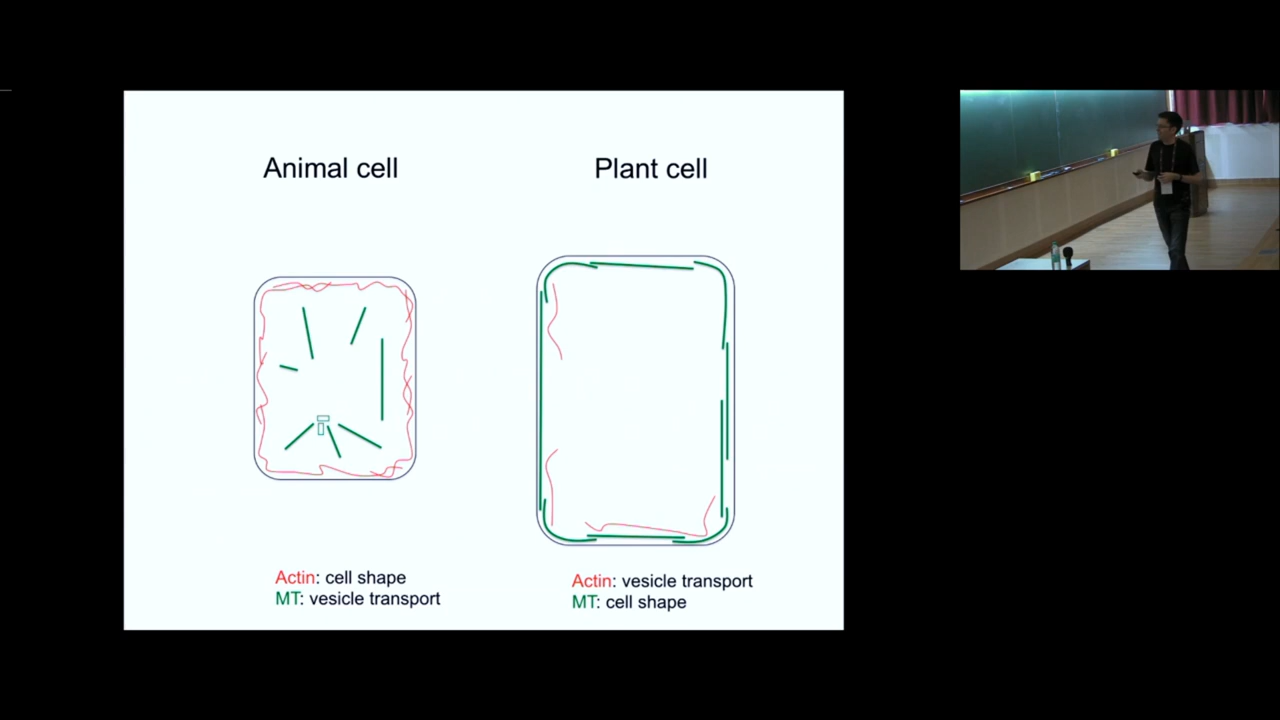 Animal cell
Plant cell
Actin: cell shape
MT: vesicle transport
Actin: vesicle transport
MT: cell shape